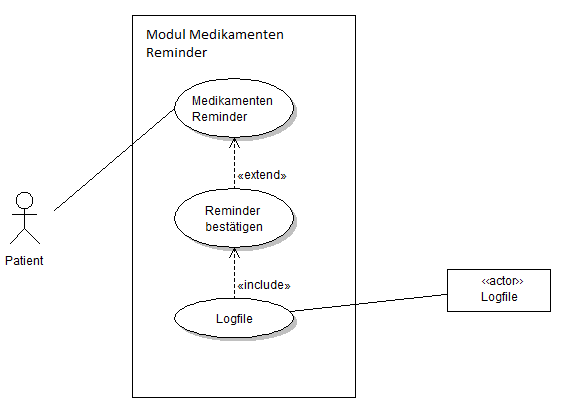 Modul Medikamenten
Reminder
Medikamenten
Reminder
«extend»
Reminder
bestätigen
Patient
«include»
«actor»
Logfile
Logfile